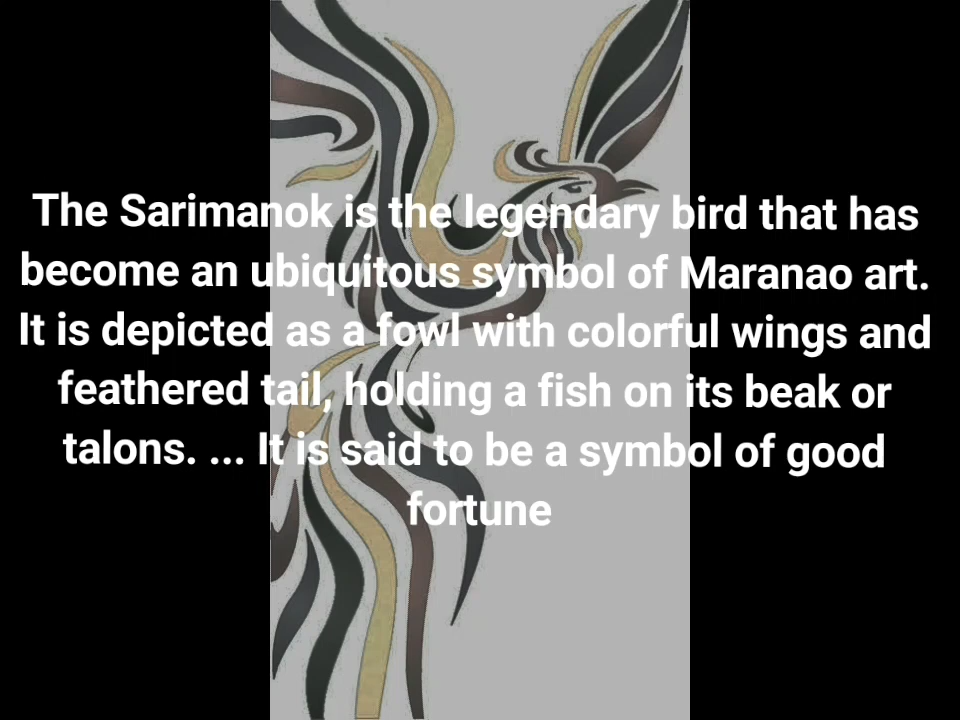 The Sarimanok is the legendary bird that has
become an ubiquitous symbol of Maranao art.
It is depicted as a fowl with colorful wings and
feathered tail, holding a fish on its beak or
talons. ... It is said to be a symbol of good
fortune